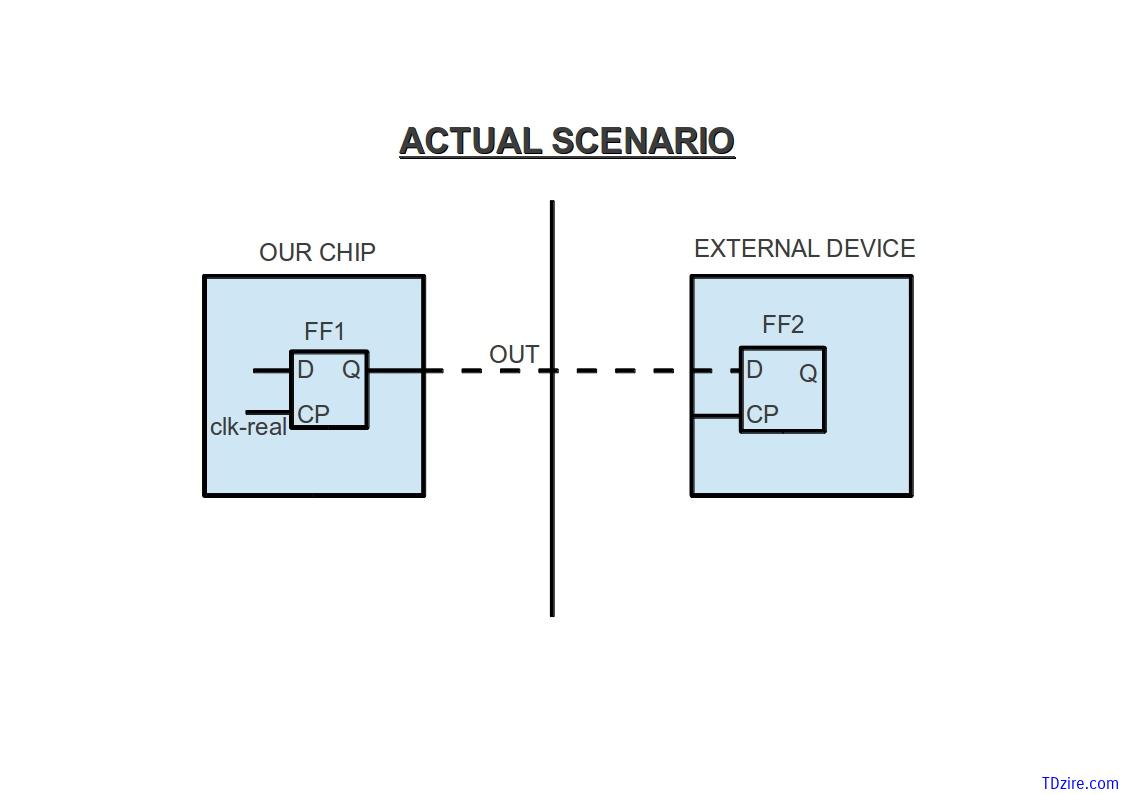 ACTUAL SCENARIO
OUR CHIP
EXTERNAL DEVICE
FF1
FF2
OUT
D Q
CP
clk-real
D Q
CP
TDzire.com